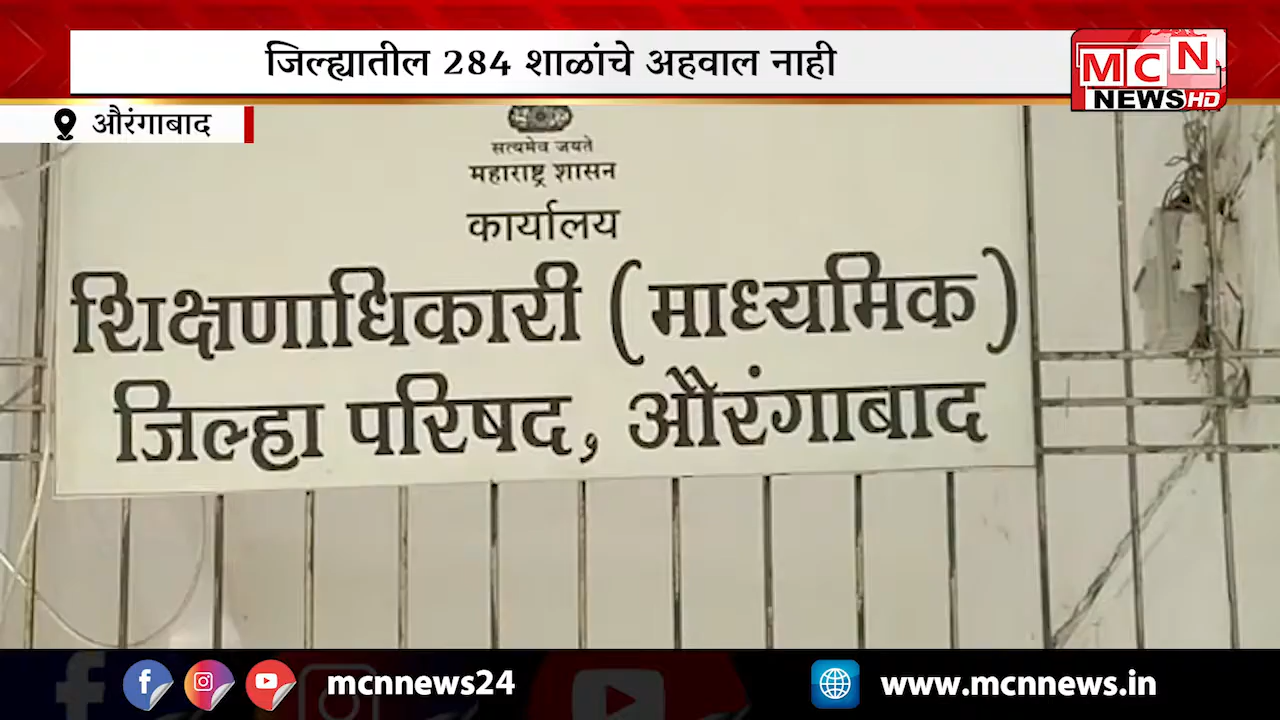 जिल्ह्यातील 284 शाळांचे अहवाल नाही
MCN
NEWS HD
औरंगाबाद
सत्यमेव जयते
महाराष्ट्र शासन
कार्यालय
शिक्षणाधिकारी (माध्यमिक)
जिल्हा परिषद, औरंगाबाद
mcnnews24
www.mcnnews.in